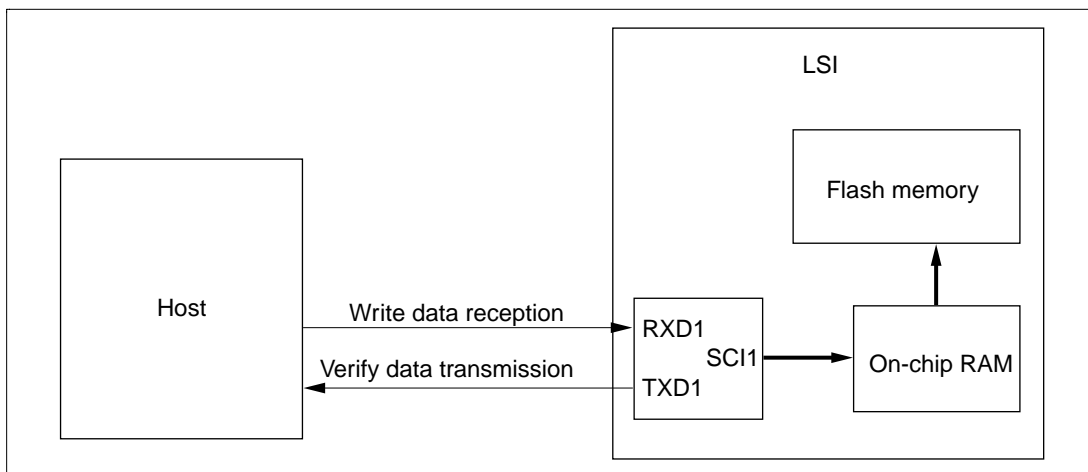 LSI
Flash memory
Host
Write data reception
RXD1
SCI1
On-chip RAM
Verify data transmission
TXD1